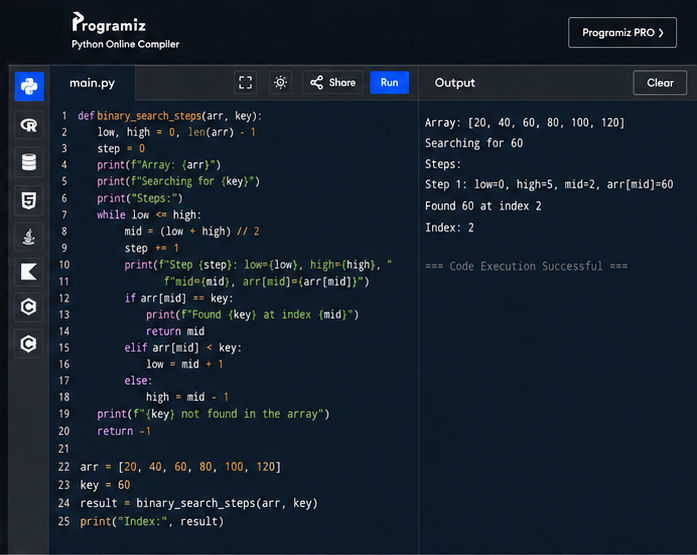 Programiz
Python Online Compiler
Programiz PRO >
main.py
Share
Run
Output
Clear
1 def binary_search_steps(arr, key):
2     low, high = 0, len(arr) - 1
3     step = 0
4     print(f"Array: {arr}")
5     print(f"Searching for {key}")
6     print("Steps:")
7     while low <= high:
8         mid = (low + high) // 2
9         step += 1
10         print(f"Step {step}: low={low}, high={high}, "
11               f"mid={mid}, arr[mid]={arr[mid]}")
12         if arr[mid] == key:
13             print(f"Found {key} at index {mid}")
14             return mid
15         elif arr[mid] < key:
16             low = mid + 1
17         else:
18             high = mid - 1
19     print(f"{key} not found in the array")
20     return -1
21
22 arr = [20, 40, 60, 80, 100, 120]
23 key = 60
24 result = binary_search_steps(arr, key)
25 print("Index:", result)
Array: [20, 40, 60, 80, 100, 120]
Searching for 60
Steps:
Step 1: low=0, high=5, mid=2, arr[mid]=60
Found 60 at index 2
Index: 2
=== Code Execution Successful ===